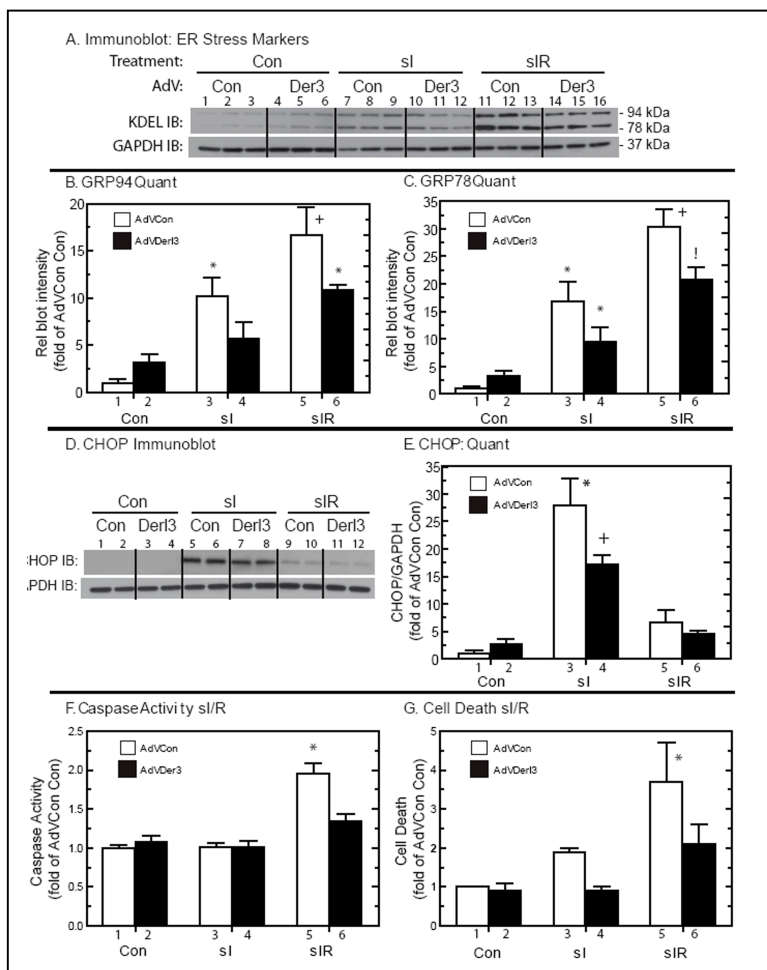 A. Immunoblot: ER Stress Markers
Treatment: Con sI sIR
AdV: Con Der3 Con Der3 Con Der3
1 2 3 4 5 6 7 8 9 10 11 12 11 12 13 14 15 16
KDEL IB: - 94 kDa
- 78 kDa
GAPDH IB: - 37 kDa
B. GRP94 Quant
Rel blot intensity
(fold of AdVCon Con)
20
15
10
5
0
AdVCon
AdVDerl3
* + *
1 2 3 4 5 6
Con sI sIR
C. GRP78 Quant
Rel blot intensity
(fold of AdVCon Con)
35
30
25
20
15
10
5
0
AdVCon
AdVDerl3
* * + !
1 2 3 4 5 6
Con sI sIR
D. CHOP Immunoblot
Con sI sIR
Con Derl3 Con Derl3 Con Derl3
1 2 3 4 5 6 7 8 9 10 11 12
CHOP IB:
APDH IB:
E. CHOP: Quant
CHOP/GAPDH
(fold of AdVCon Con)
35
30
25
20
15
10
5
0
AdVCon
AdVDerl3
* +
1 2 3 4 5 6
Con sI sIR
F. Caspase Activity sI/R
Caspase Activity
(fold of AdVCon Con)
2.5
2.0
1.5
1.0
0.5
0.0
AdVCon
AdVDer3
*
1 2 3 4 5 6
Con sI sIR
G. Cell Death sI/R
Cell Death
(fold of AdVCon Con)
5
4
3
2
1
0
AdVCon
AdVDerl3
*
1 2 3 4 5 6
Con sI sIR